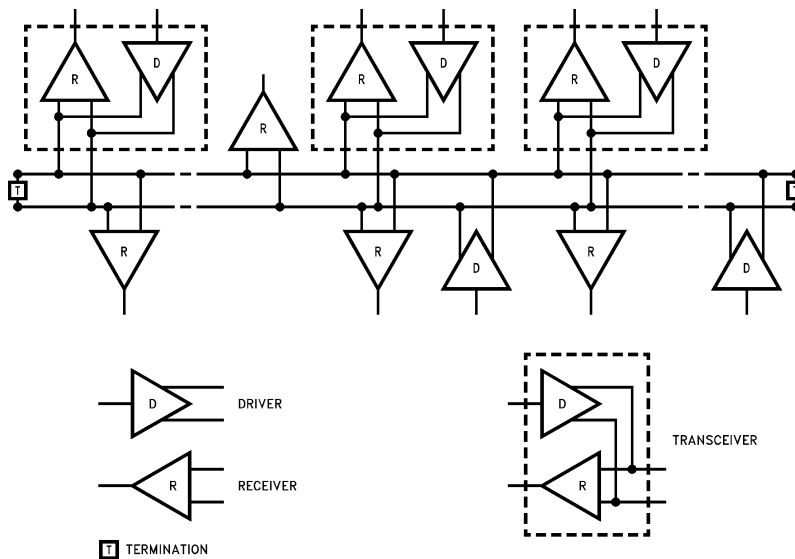 R D R D R D
R
T T
R R D R D
D DRIVER D
TRANSCEIVER
R RECEIVER R
T TERMINATION